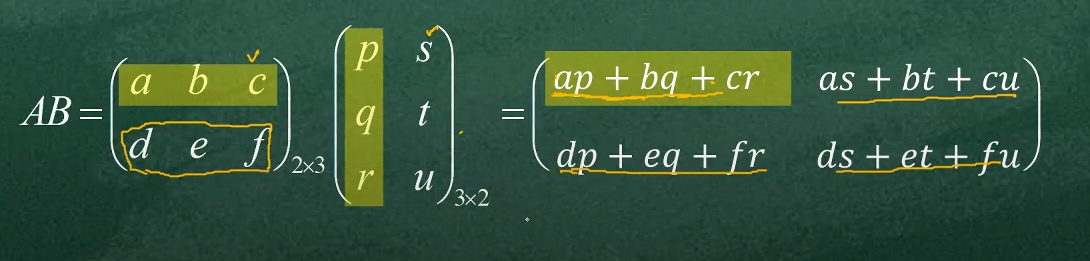 AB = ( a b c ) ( p s ) = ( ap + bq + cr as + bt + cu )
( d e f )2×3 ( q t ) ( dp + eq + fr ds + et + fu )
( r u )3×2